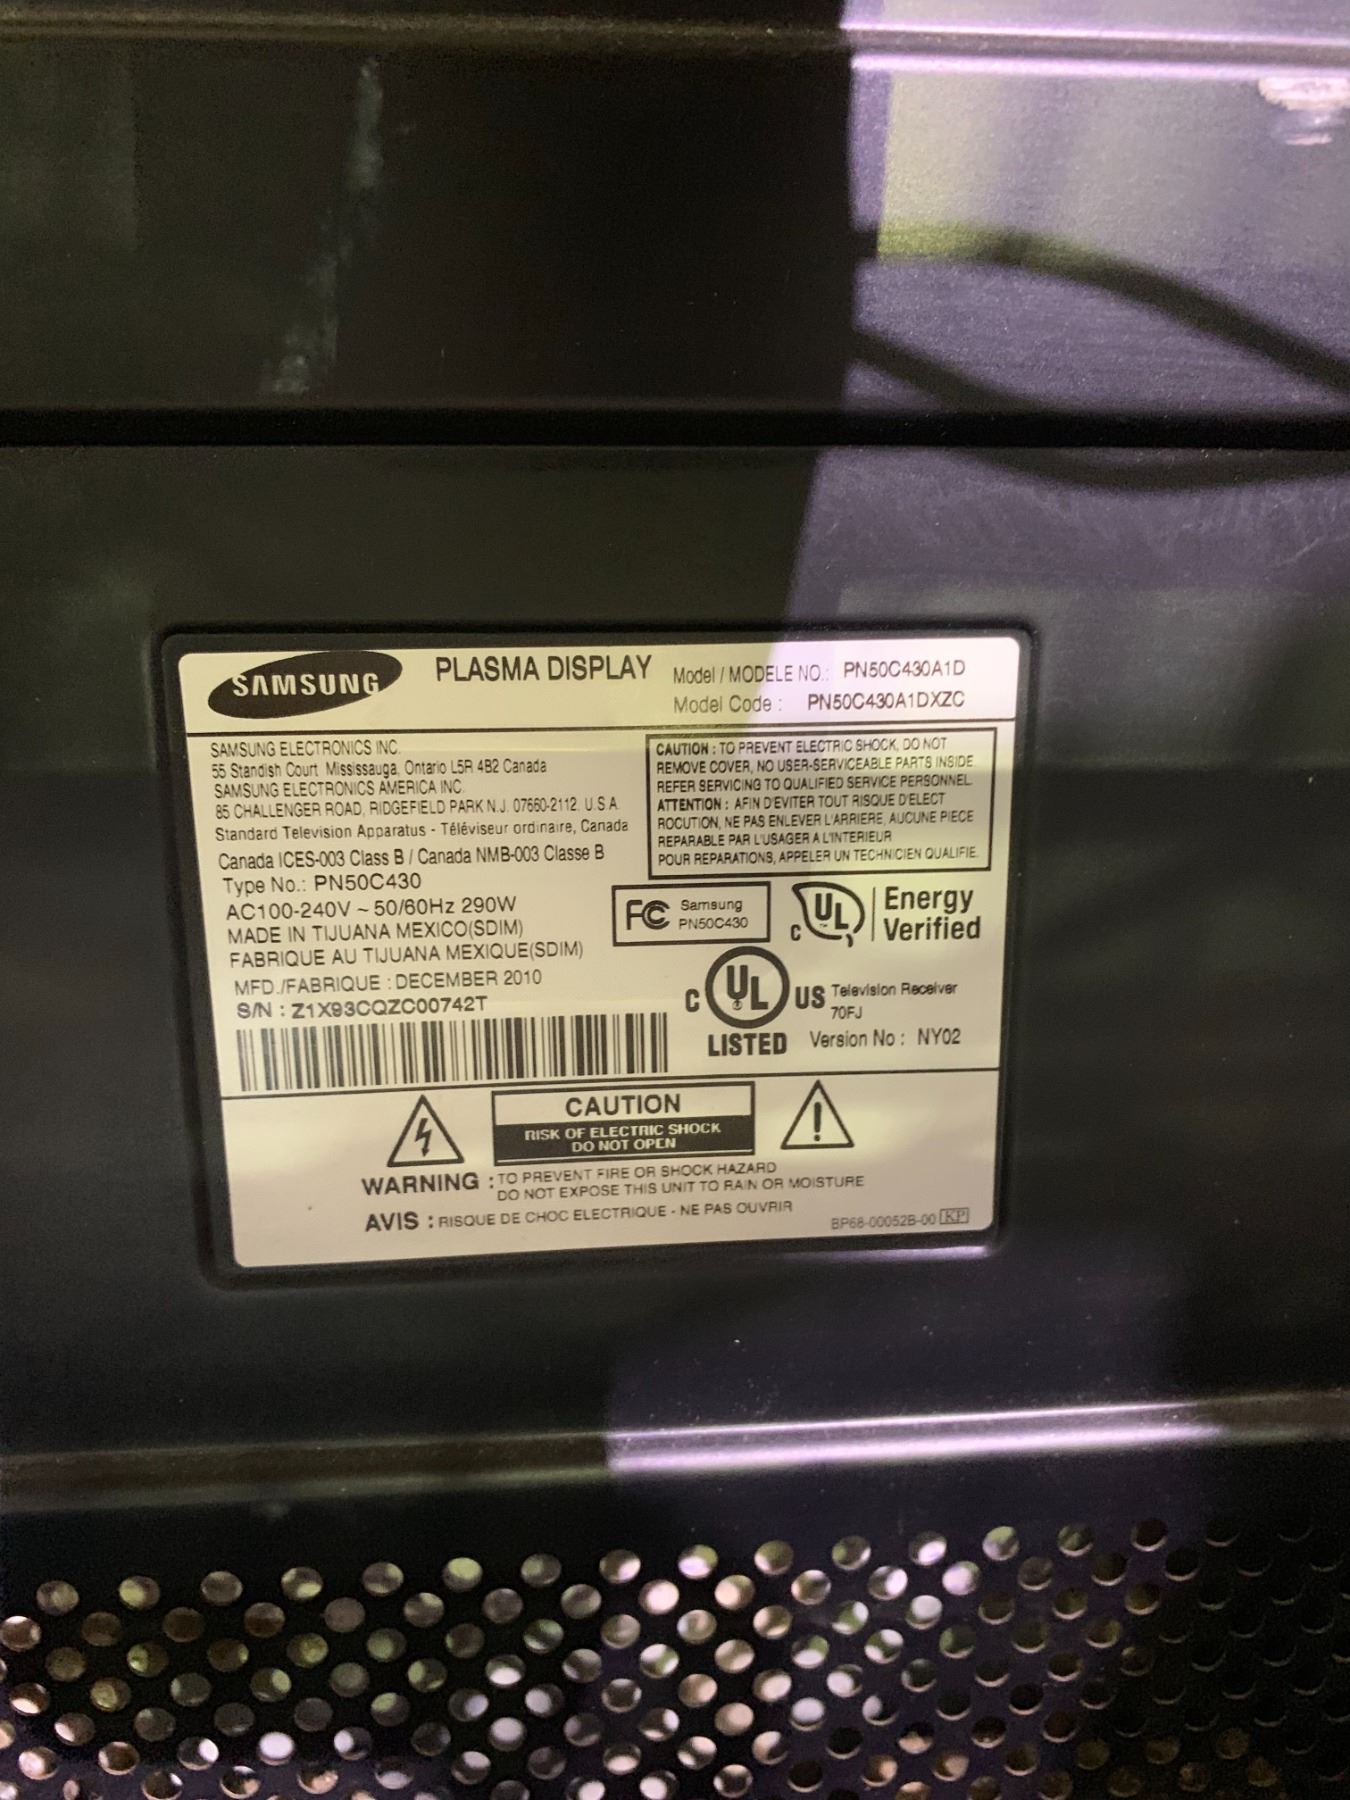 SAMSUNG
PLASMA DISPLAY
Model / MODELE NO.: PN50C430A1D
Model Code : PN50C430A1DXZC
SAMSUNG ELECTRONICS INC.
55 Standish Court Mississauga, Ontario L5R 4B2 Canada
SAMSUNG ELECTRONICS AMERICA INC.
85 CHALLENGER ROAD, RIDGEFIELD PARK N.J. 07660-2112. U.S.A.
Standard Television Apparatus - Téléviseur ordinaire, Canada
Canada ICES-003 Class B / Canada NMB-003 Classe B
Type No.: PN50C430
AC100-240V ~ 50/60Hz 290W
MADE IN TIJUANA MEXICO(SDIM)
FABRIQUE AU TIJUANA MEXIQUE(SDIM)
MFD./FABRIQUE : DECEMBER 2010
S/N : Z1X93CQZC00742T
CAUTION : TO PREVENT ELECTRIC SHOCK, DO NOT
REMOVE COVER, NO USER-SERVICEABLE PARTS INSIDE.
REFER SERVICING TO QUALIFIED SERVICE PERSONNEL.
ATTENTION : AFIN D'EVITER TOUT RISQUE D'ELECT
ROCUTION, NE PAS ENLEVER L'ARRIERE, AUCUNE PIECE
REPARABLE PAR L'USAGER A L'INTERIEUR
POUR REPARATIONS, APPELER UN TECHNICIEN QUALIFIE.
FC Samsung
PN50C430
C UL Energy
Verified
C UL US Television Receiver
70FJ
LISTED Version No : NY02
CAUTION
RISK OF ELECTRIC SHOCK
DO NOT OPEN
WARNING : TO PREVENT FIRE OR SHOCK HAZARD
DO NOT EXPOSE THIS UNIT TO RAIN OR MOISTURE
AVIS : RISQUE DE CHOC ELECTRIQUE - NE PAS OUVRIR
BP68-00052B-00 KP